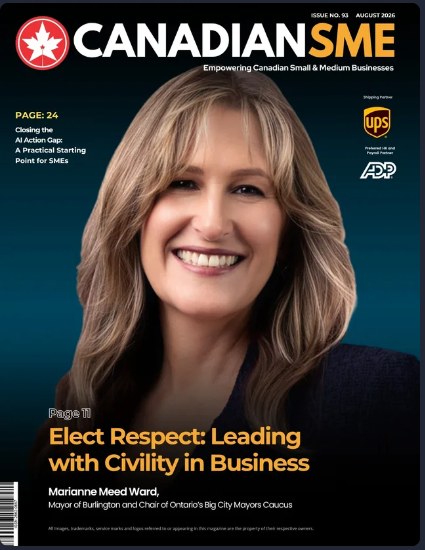 ISSUE NO. 93 AUGUST 2026
CANADIANSME
Empowering Canadian Small & Medium Businesses
PAGE: 24
Closing the
AI Action Gap:
A Practical Starting
Point for SMEs
Shipping Partner
ups
Preferred HR and
Payroll Partner
ADP
Page 11
Elect Respect: Leading
with Civility in Business
Marianne Meed Ward,
Mayor of Burlington and Chair of Ontario's Big City Mayors Caucus
All images, trademarks, service marks and logos referred to or appearing in this magazine are the property of their respective owners.